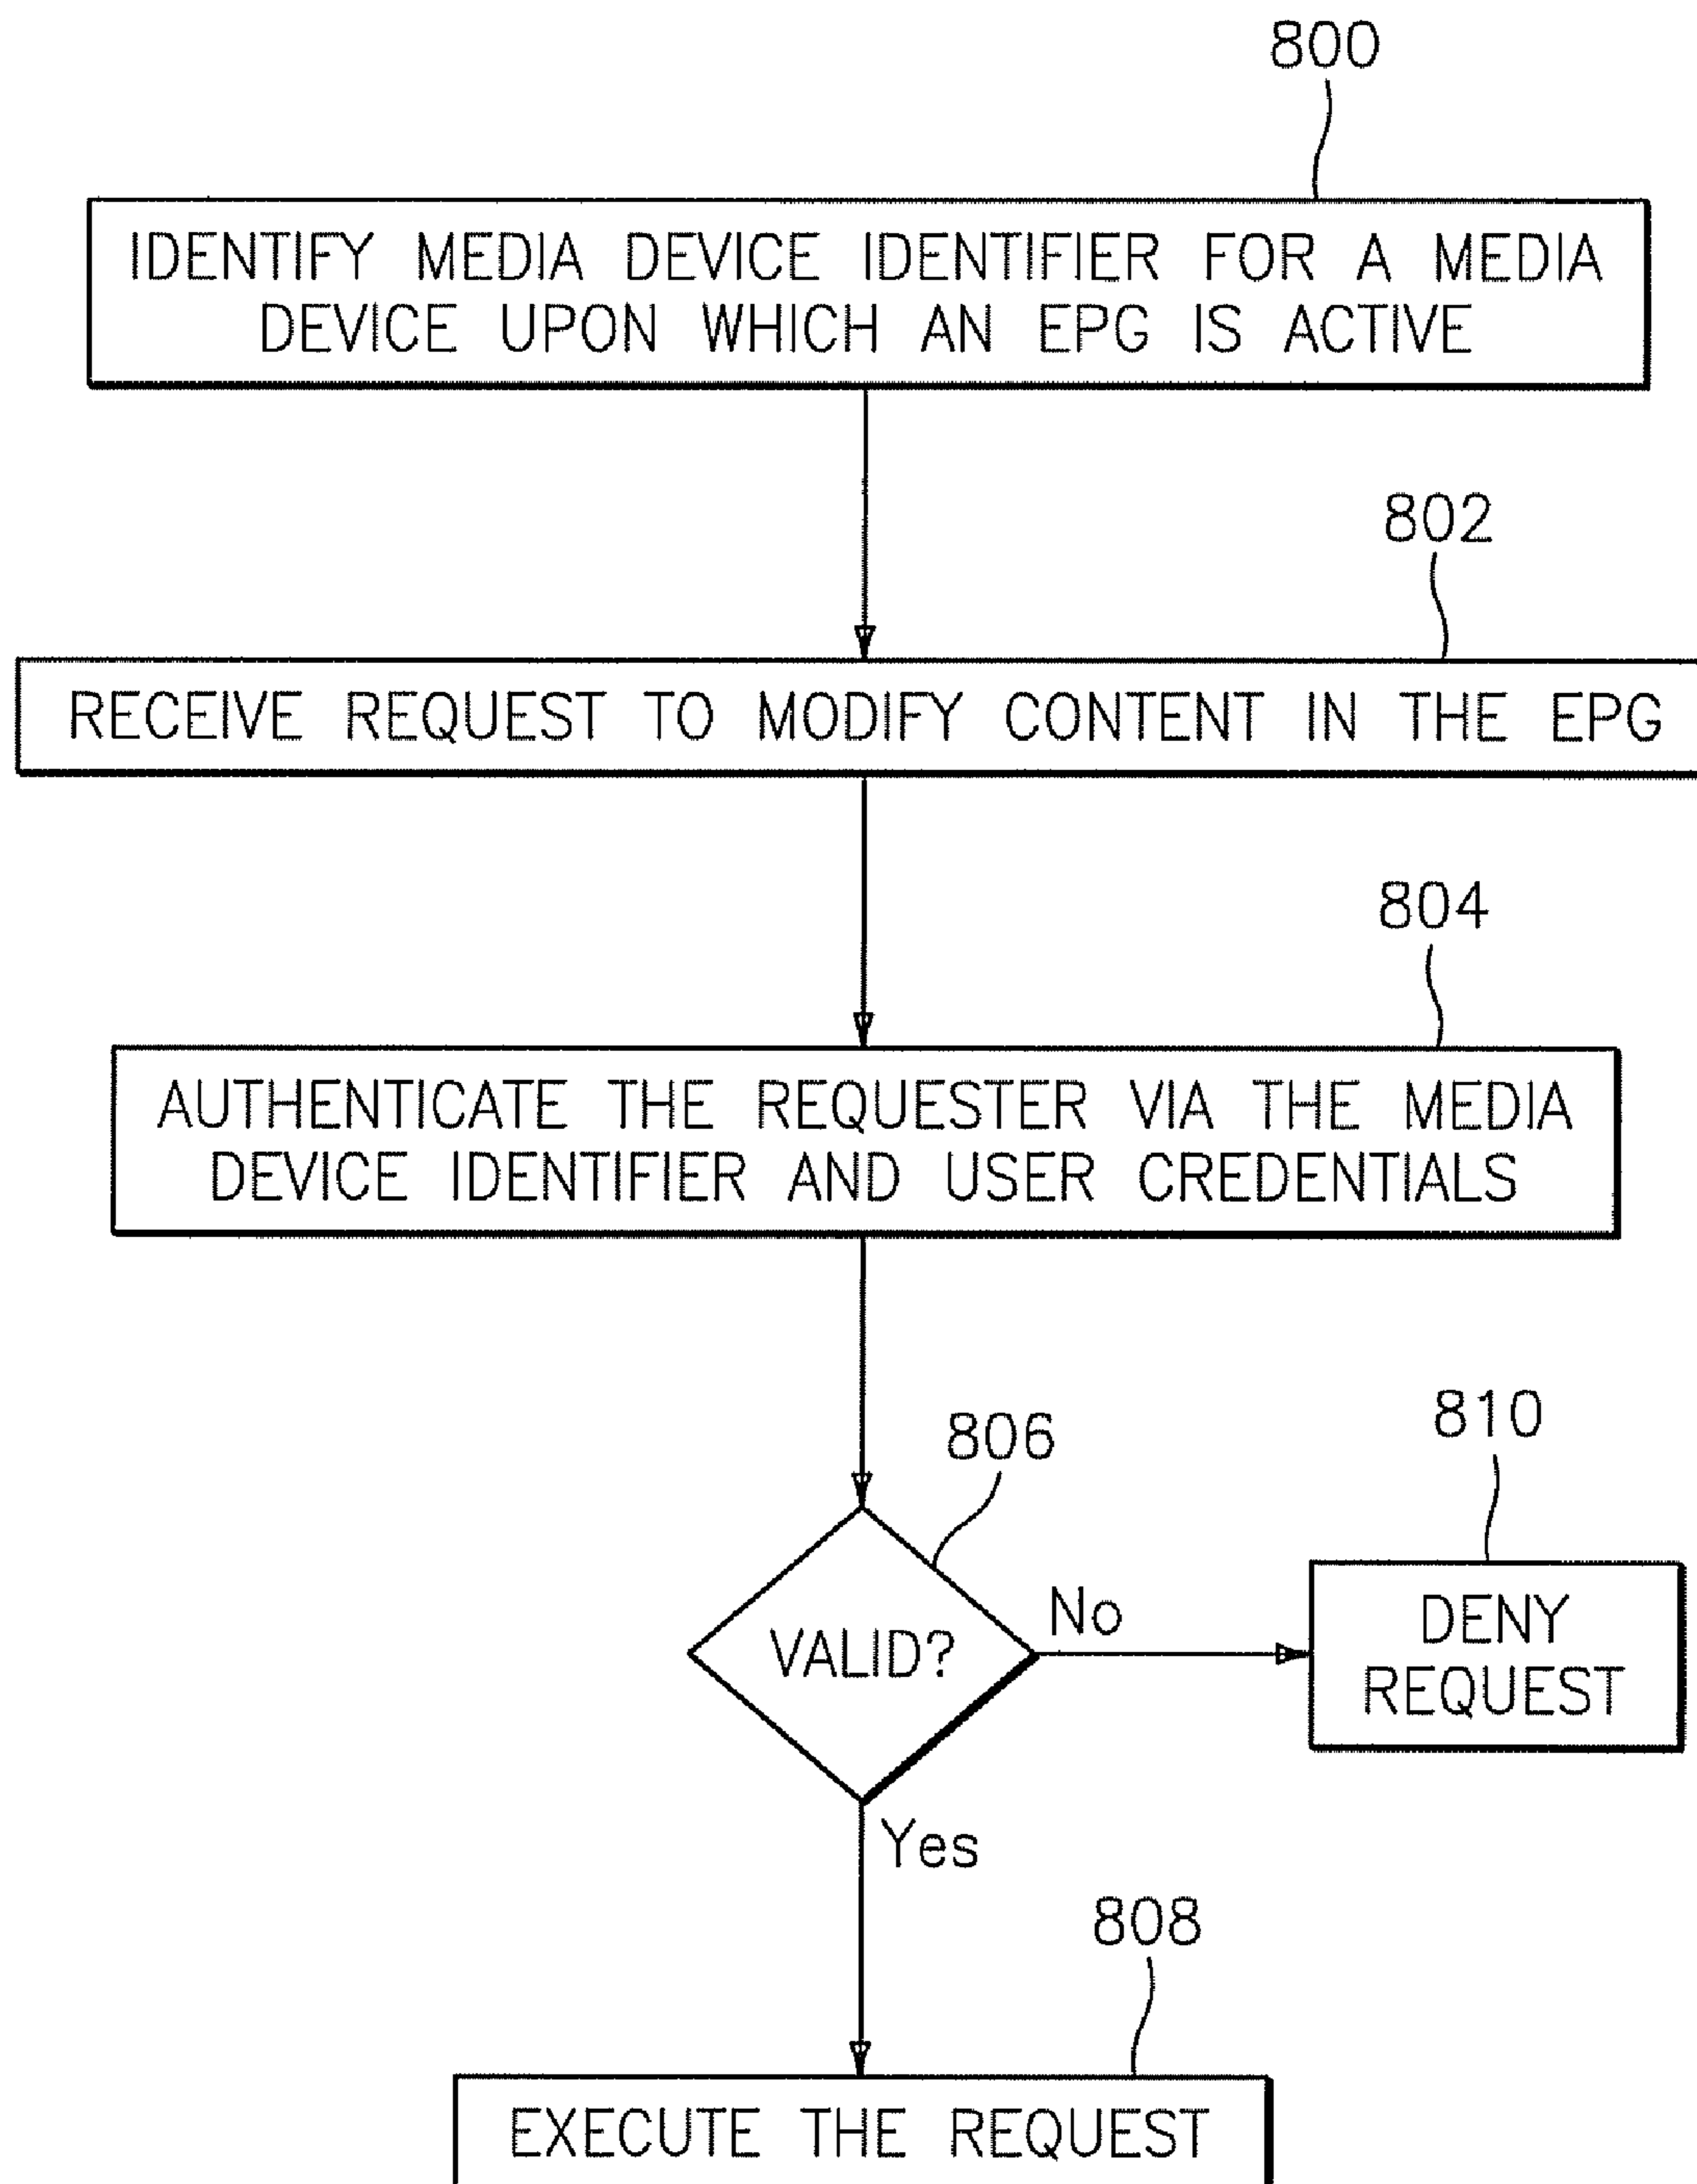 800
IDENTIFY MEDIA DEVICE IDENTIFIER FOR A MEDIA
DEVICE UPON WHICH AN EPG IS ACTIVE
802
RECEIVE REQUEST TO MODIFY CONTENT IN THE EPG
804
AUTHENTICATE THE REQUESTER VIA THE MEDIA
DEVICE IDENTIFIER AND USER CREDENTIALS
806
810
VALID?
No
DENY
REQUEST
Yes
808
EXECUTE THE REQUEST